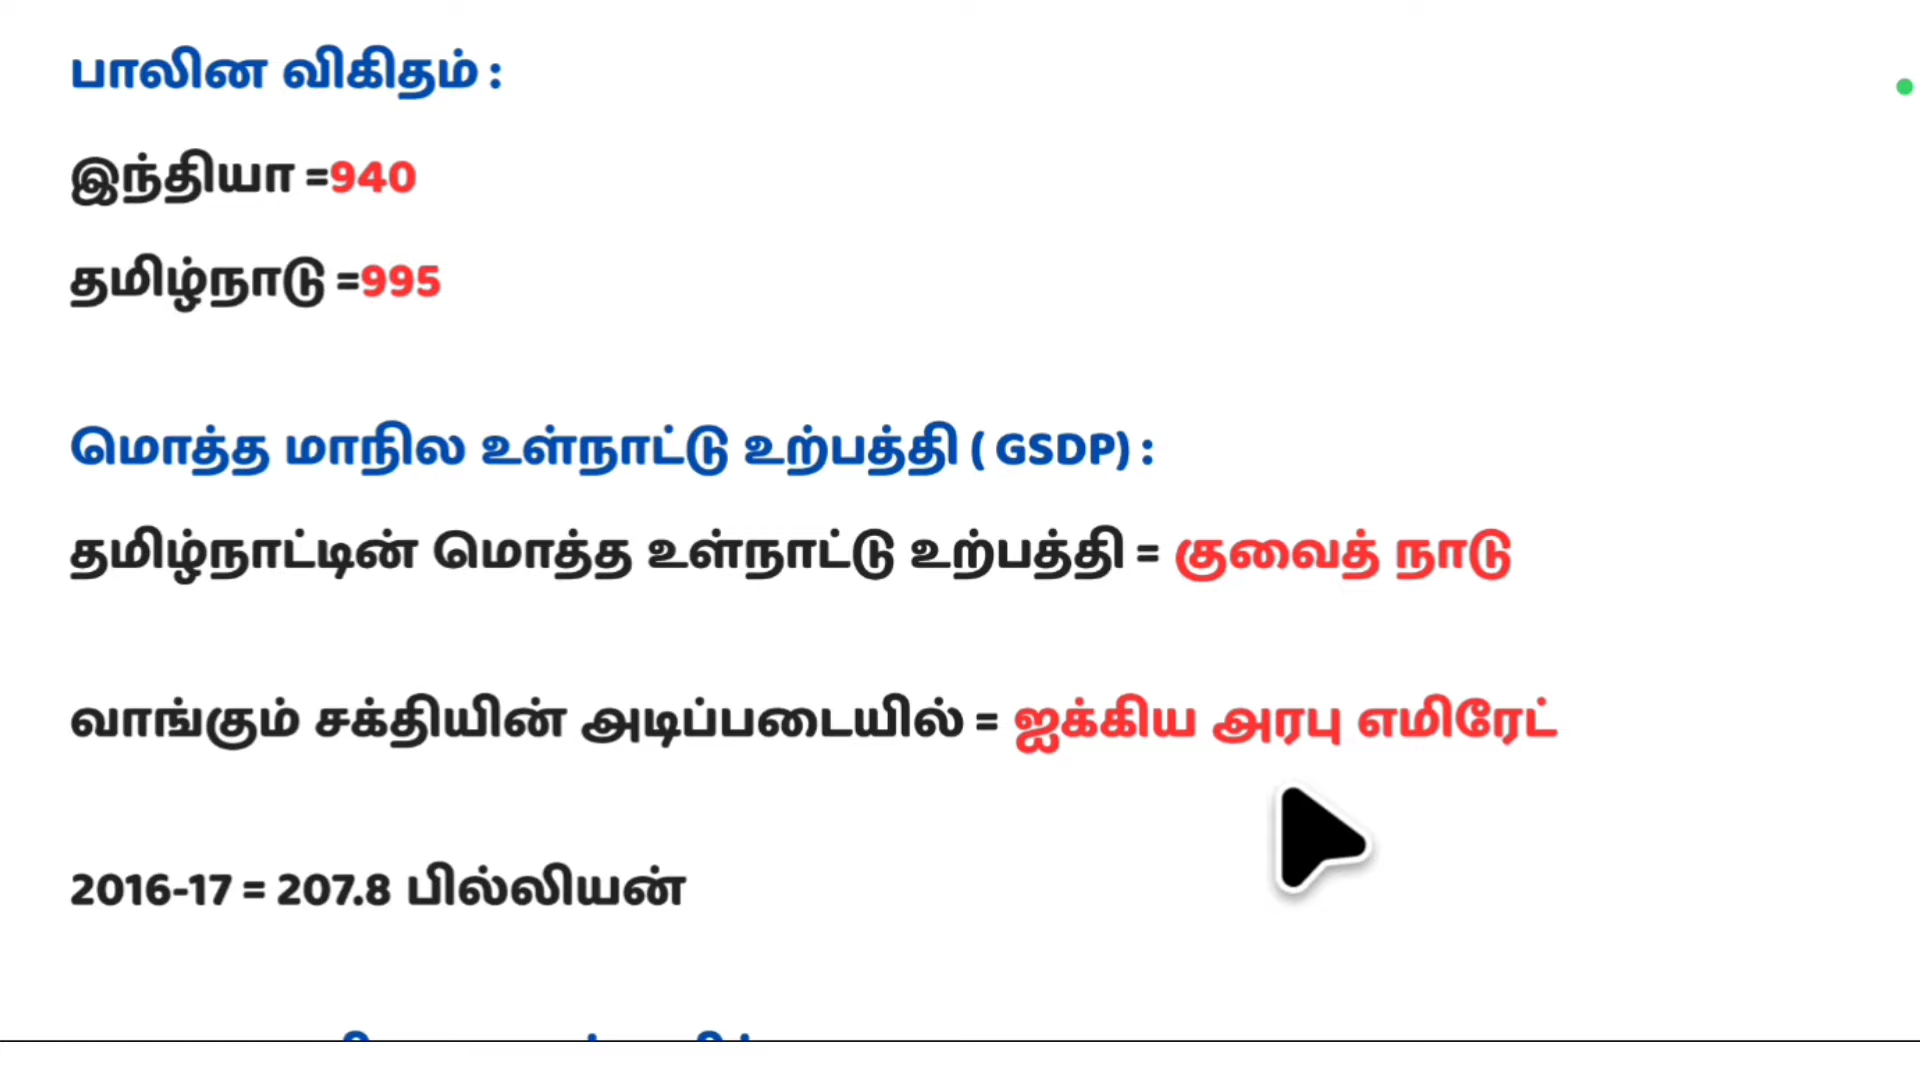 பாலின விகிதம் :
இந்தியா =940
தமிழ்நாடு =995
மொத்த மாநில உள்நாட்டு உற்பத்தி ( GSDP) :
தமிழ்நாட்டின் மொத்த உள்நாட்டு உற்பத்தி = குவைத் நாடு
வாங்கும் சக்தியின் அடிப்படையில் = ஐக்கிய அரபு எமிரேட்
2016-17 = 207.8 பில்லியன்